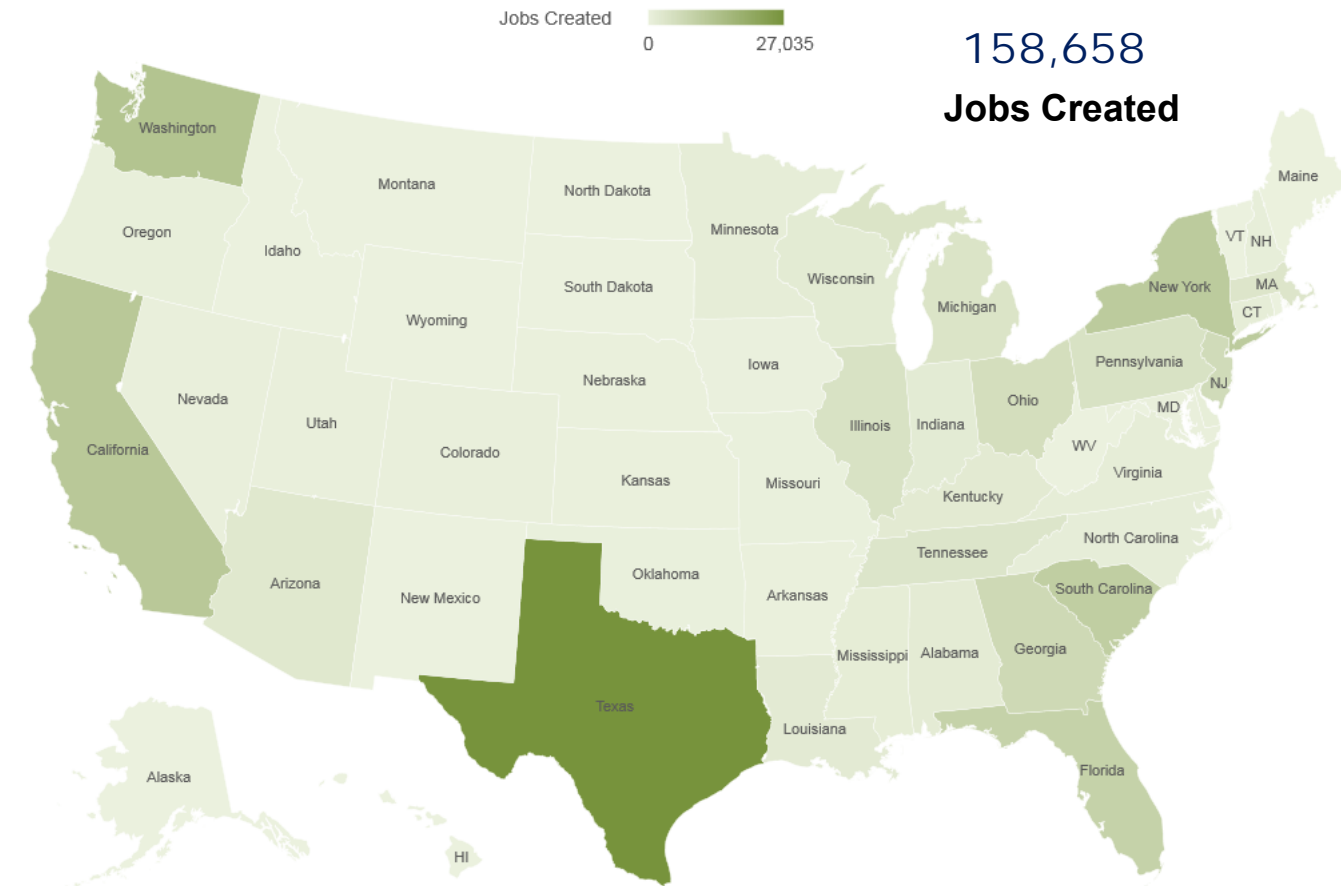 Jobs Created
0 27,035
158,658
Jobs Created
Washington
Montana
North Dakota
Minnesota
Maine
Oregon
Idaho
VT
NH
South Dakota
Wisconsin
Michigan
New York
MA
CT
Wyoming
Iowa
Pennsylvania
Nebraska
NJ
Nevada
Ohio
MD
Utah
Illinois
Indiana
California
Colorado
WV
Virginia
Kansas
Missouri
Kentucky
North Carolina
Tennessee
Arizona
Oklahoma
New Mexico
Arkansas
South Carolina
Mississippi
Alabama
Georgia
Texas
Louisiana
Alaska
Florida
HI